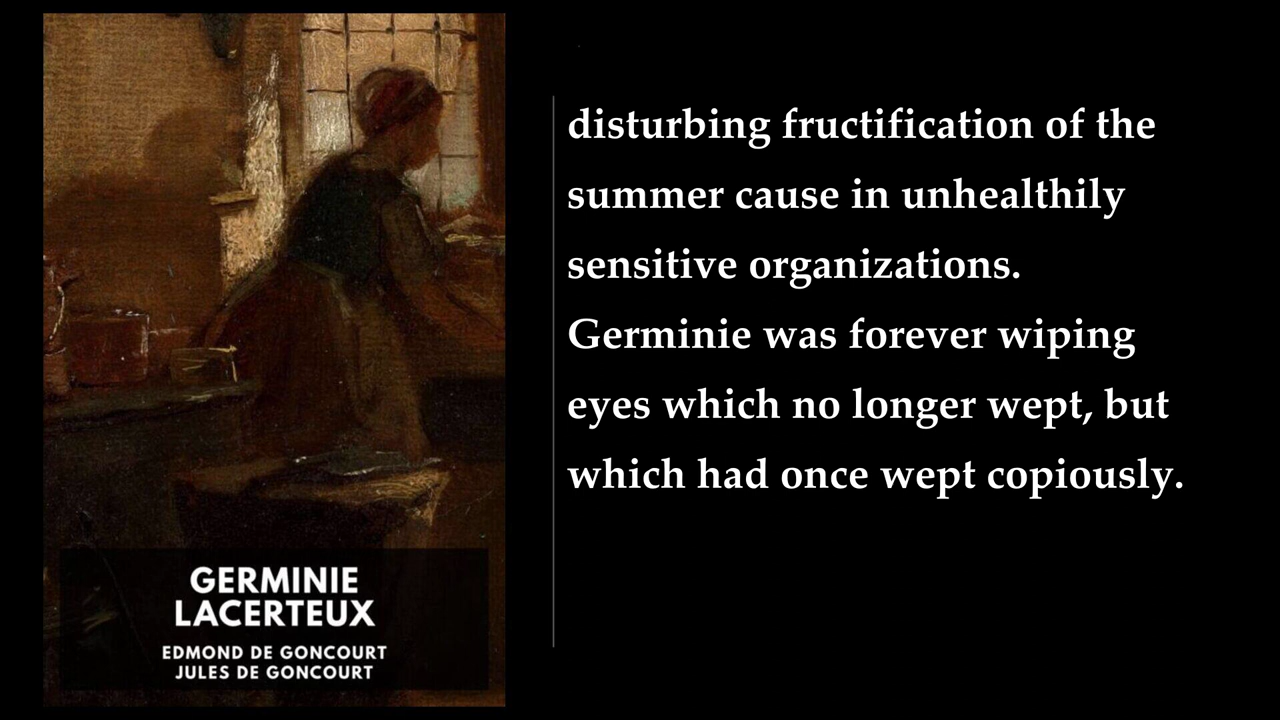 disturbing fructification of the
summer cause in unhealthily
sensitive organizations.
Germinie was forever wiping
eyes which no longer wept, but
which had once wept copiously.
GERMINIE
LACERTEUX
EDMOND DE GONCOURT
JULES DE GONCOURT